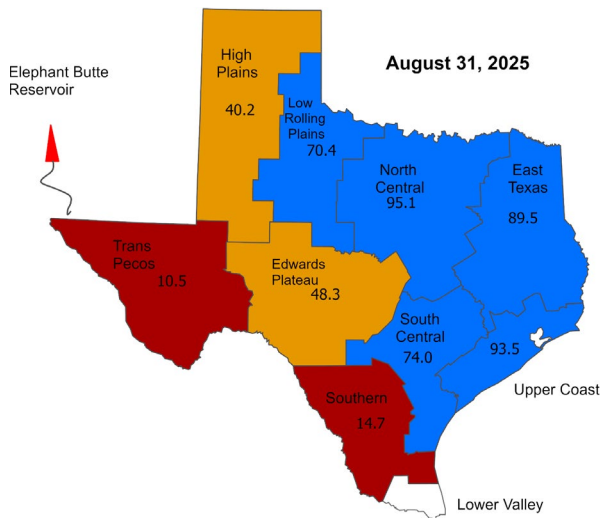 August 31, 2025
Elephant Butte
Reservoir
High
Plains
40.2
Low
Rolling
Plains
70.4
North
Central
95.1
East
Texas
89.5
Trans
Pecos
10.5
Edwards
Plateau
48.3
South
Central
74.0
93.5
Upper Coast
Southern
14.7
Lower Valley